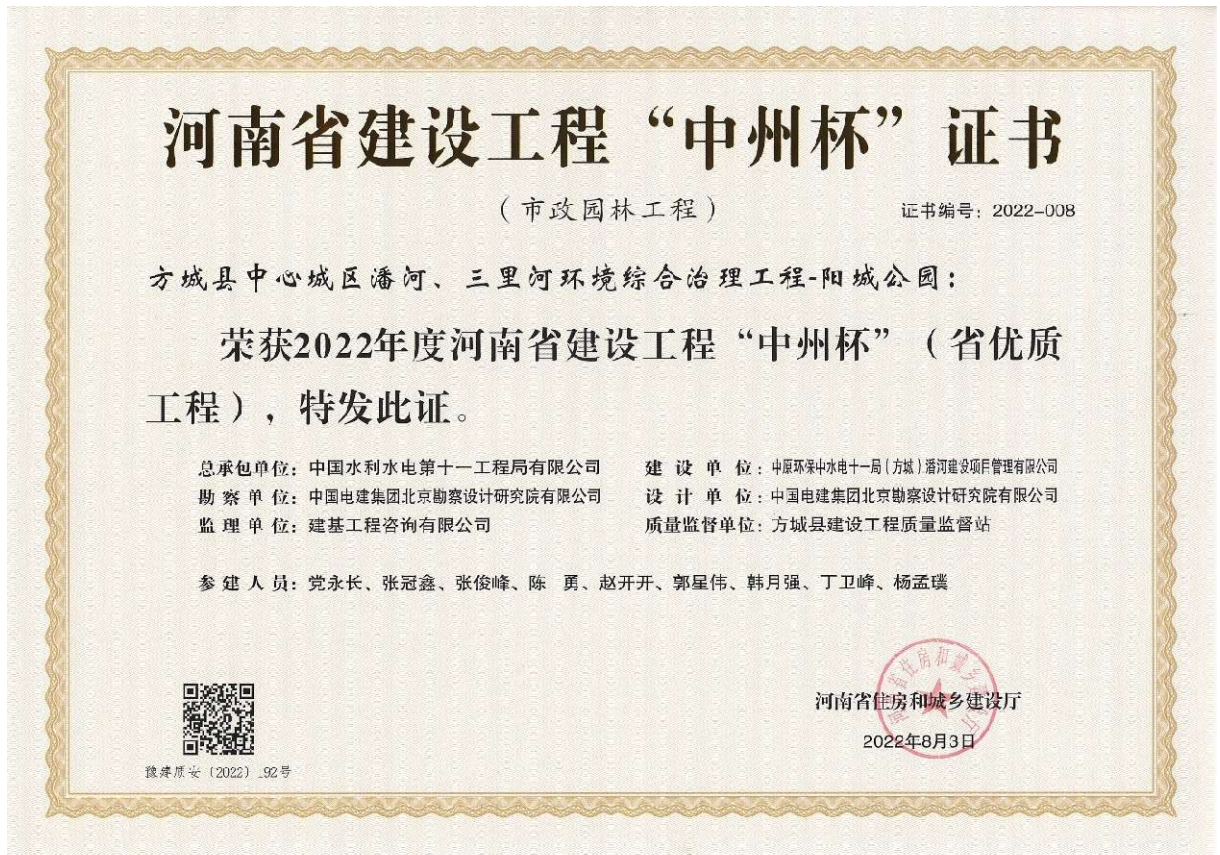 河南省建设工程“中州杯”证书
（市政园林工程）
证书编号：2022-008
方城县中心城区潘河、三里河环境综合治理工程-阳城公园：
荣获2022年度河南省建设工程“中州杯”（省优质
工程），特发此证。
总承包单位：中国水利水电第十一工程局有限公司
建设单位：中原环保中水电十一局（方城）潘河建设项目管理有限公司
勘察单位：中国电建集团北京勘察设计研究院有限公司
设计单位：中国电建集团北京勘察设计研究院有限公司
监理单位：建基工程咨询有限公司
质量监督单位：方城县建设工程质量监督站
参建人员：党永长、张冠鑫、张俊峰、陈 勇、赵开开、郭星伟、韩月强、丁卫峰、杨孟璞
河南省住房和城乡建设厅
2022年8月3日
豫建质安〔2022〕 92号